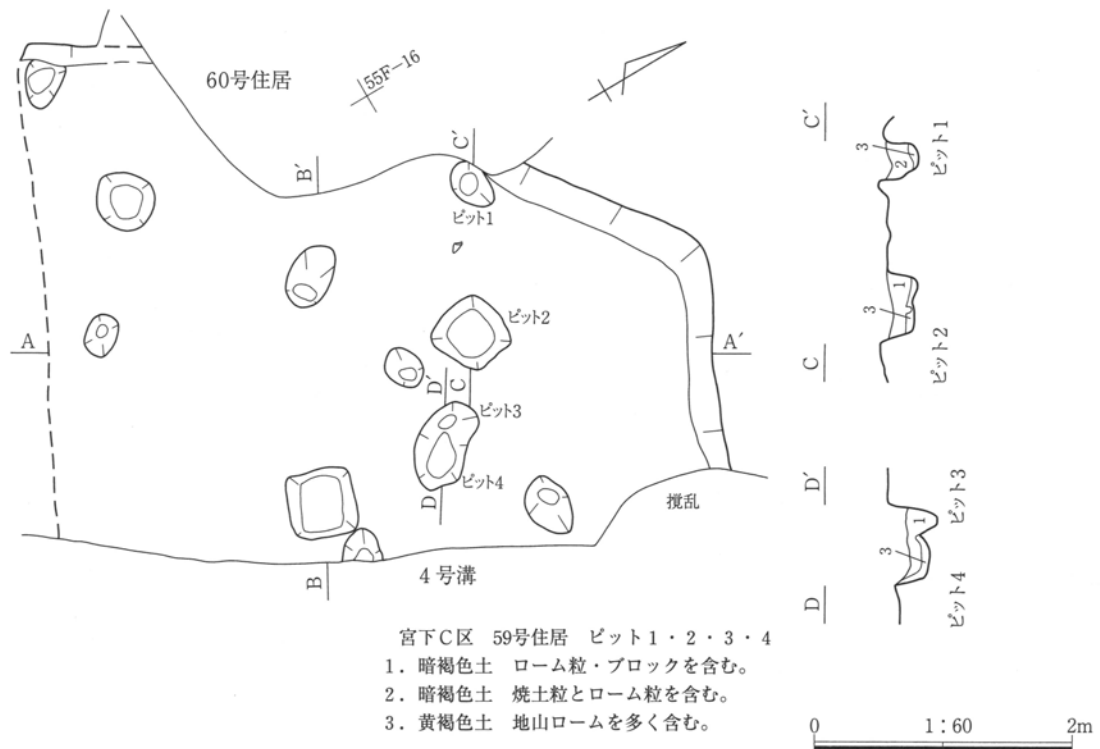 60号住居
55F-16
C′
B′
ピット1
ピット2
A
A′
D′
C
ピット3
ピット4
D
撹乱
B
4号溝
C′
3
2
ピット1
1
3
C
ピット2
D′
ピット3
1
3
D
ピット4
宮下C区 59号住居 ピット1・2・3・4
1. 暗褐色土 ローム粒・ブロックを含む。
2. 暗褐色土 焼土粒とローム粒を含む。
3. 黄褐色土 地山ロームを多く含む。
0 1:60 2m